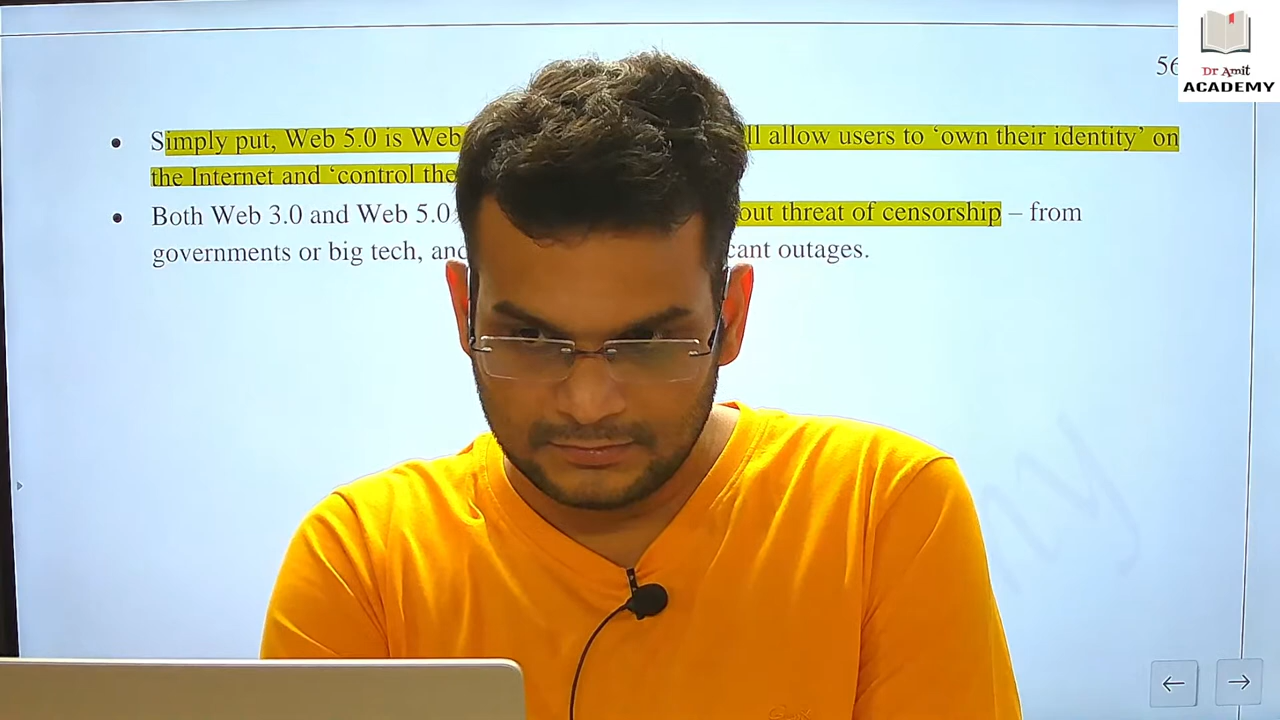 56
Dr Amit
ACADEMY
Simply put, Web 5.0 is Web ll allow users to ‘own their identity’ on
the Internet and ‘control the
Both Web 3.0 and Web 5.0 out threat of censorship – from
governments or big tech, and cant outages.